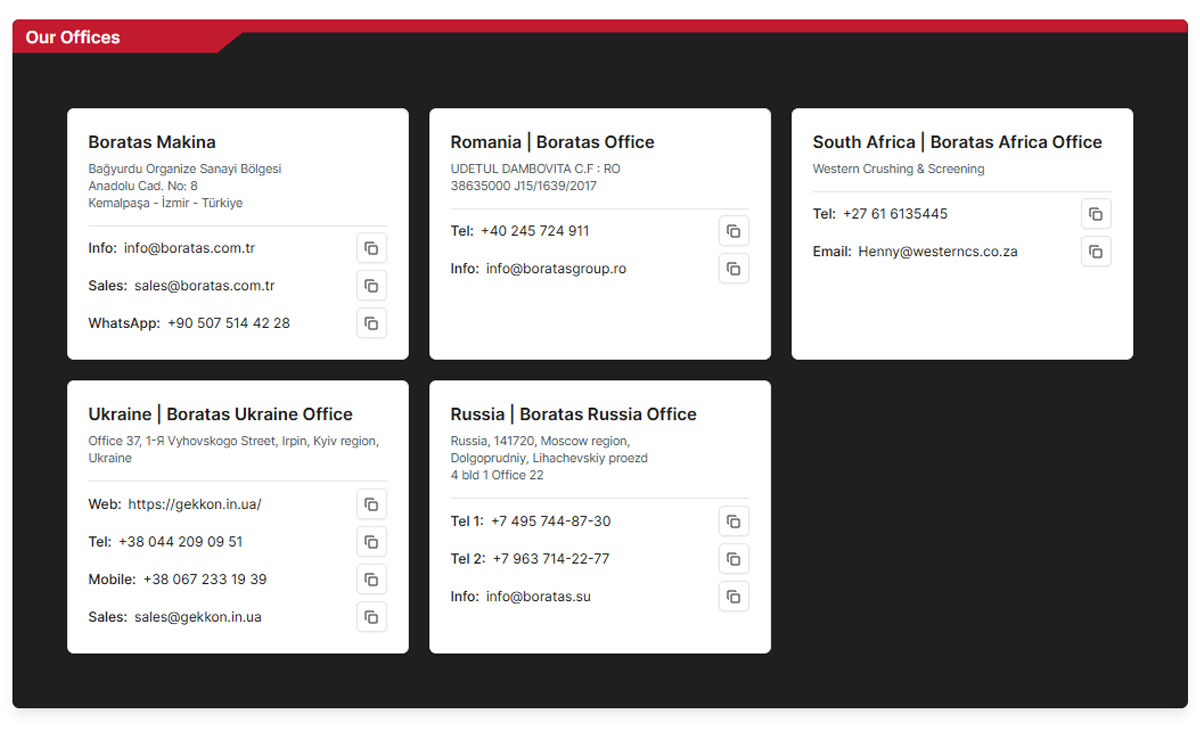 Our Offices
Boratas Makina
Bağyurdu Organize Sanayi Bölgesi
Anadolu Cad. No: 8
Kemalpaşa - İzmir - Türkiye
Info: info@boratas.com.tr
Sales: sales@boratas.com.tr
WhatsApp: +90 507 514 42 28
Romania | Boratas Office
UDETUL DAMBOVITA C.F : RO
38635000 J15/1639/2017
Tel: +40 245 724 911
Info: info@boratasgroup.ro
South Africa | Boratas Africa Office
Western Crushing & Screening
Tel: +27 61 6135445
Email: Henny@westerncs.co.za
Ukraine | Boratas Ukraine Office
Office 37, 1-Я Vyhovskogo Street, Irpin, Kyiv region,
Ukraine
Web: https://gekkon.in.ua/
Tel: +38 044 209 09 51
Mobile: +38 067 233 19 39
Sales: sales@gekkon.in.ua
Russia | Boratas Russia Office
Russia, 141720, Moscow region,
Dolgoprudniy, Lihachevskiy proezd
4 bld 1 Office 22
Tel 1: +7 495 744-87-30
Tel 2: +7 963 714-22-77
Info: info@boratas.su